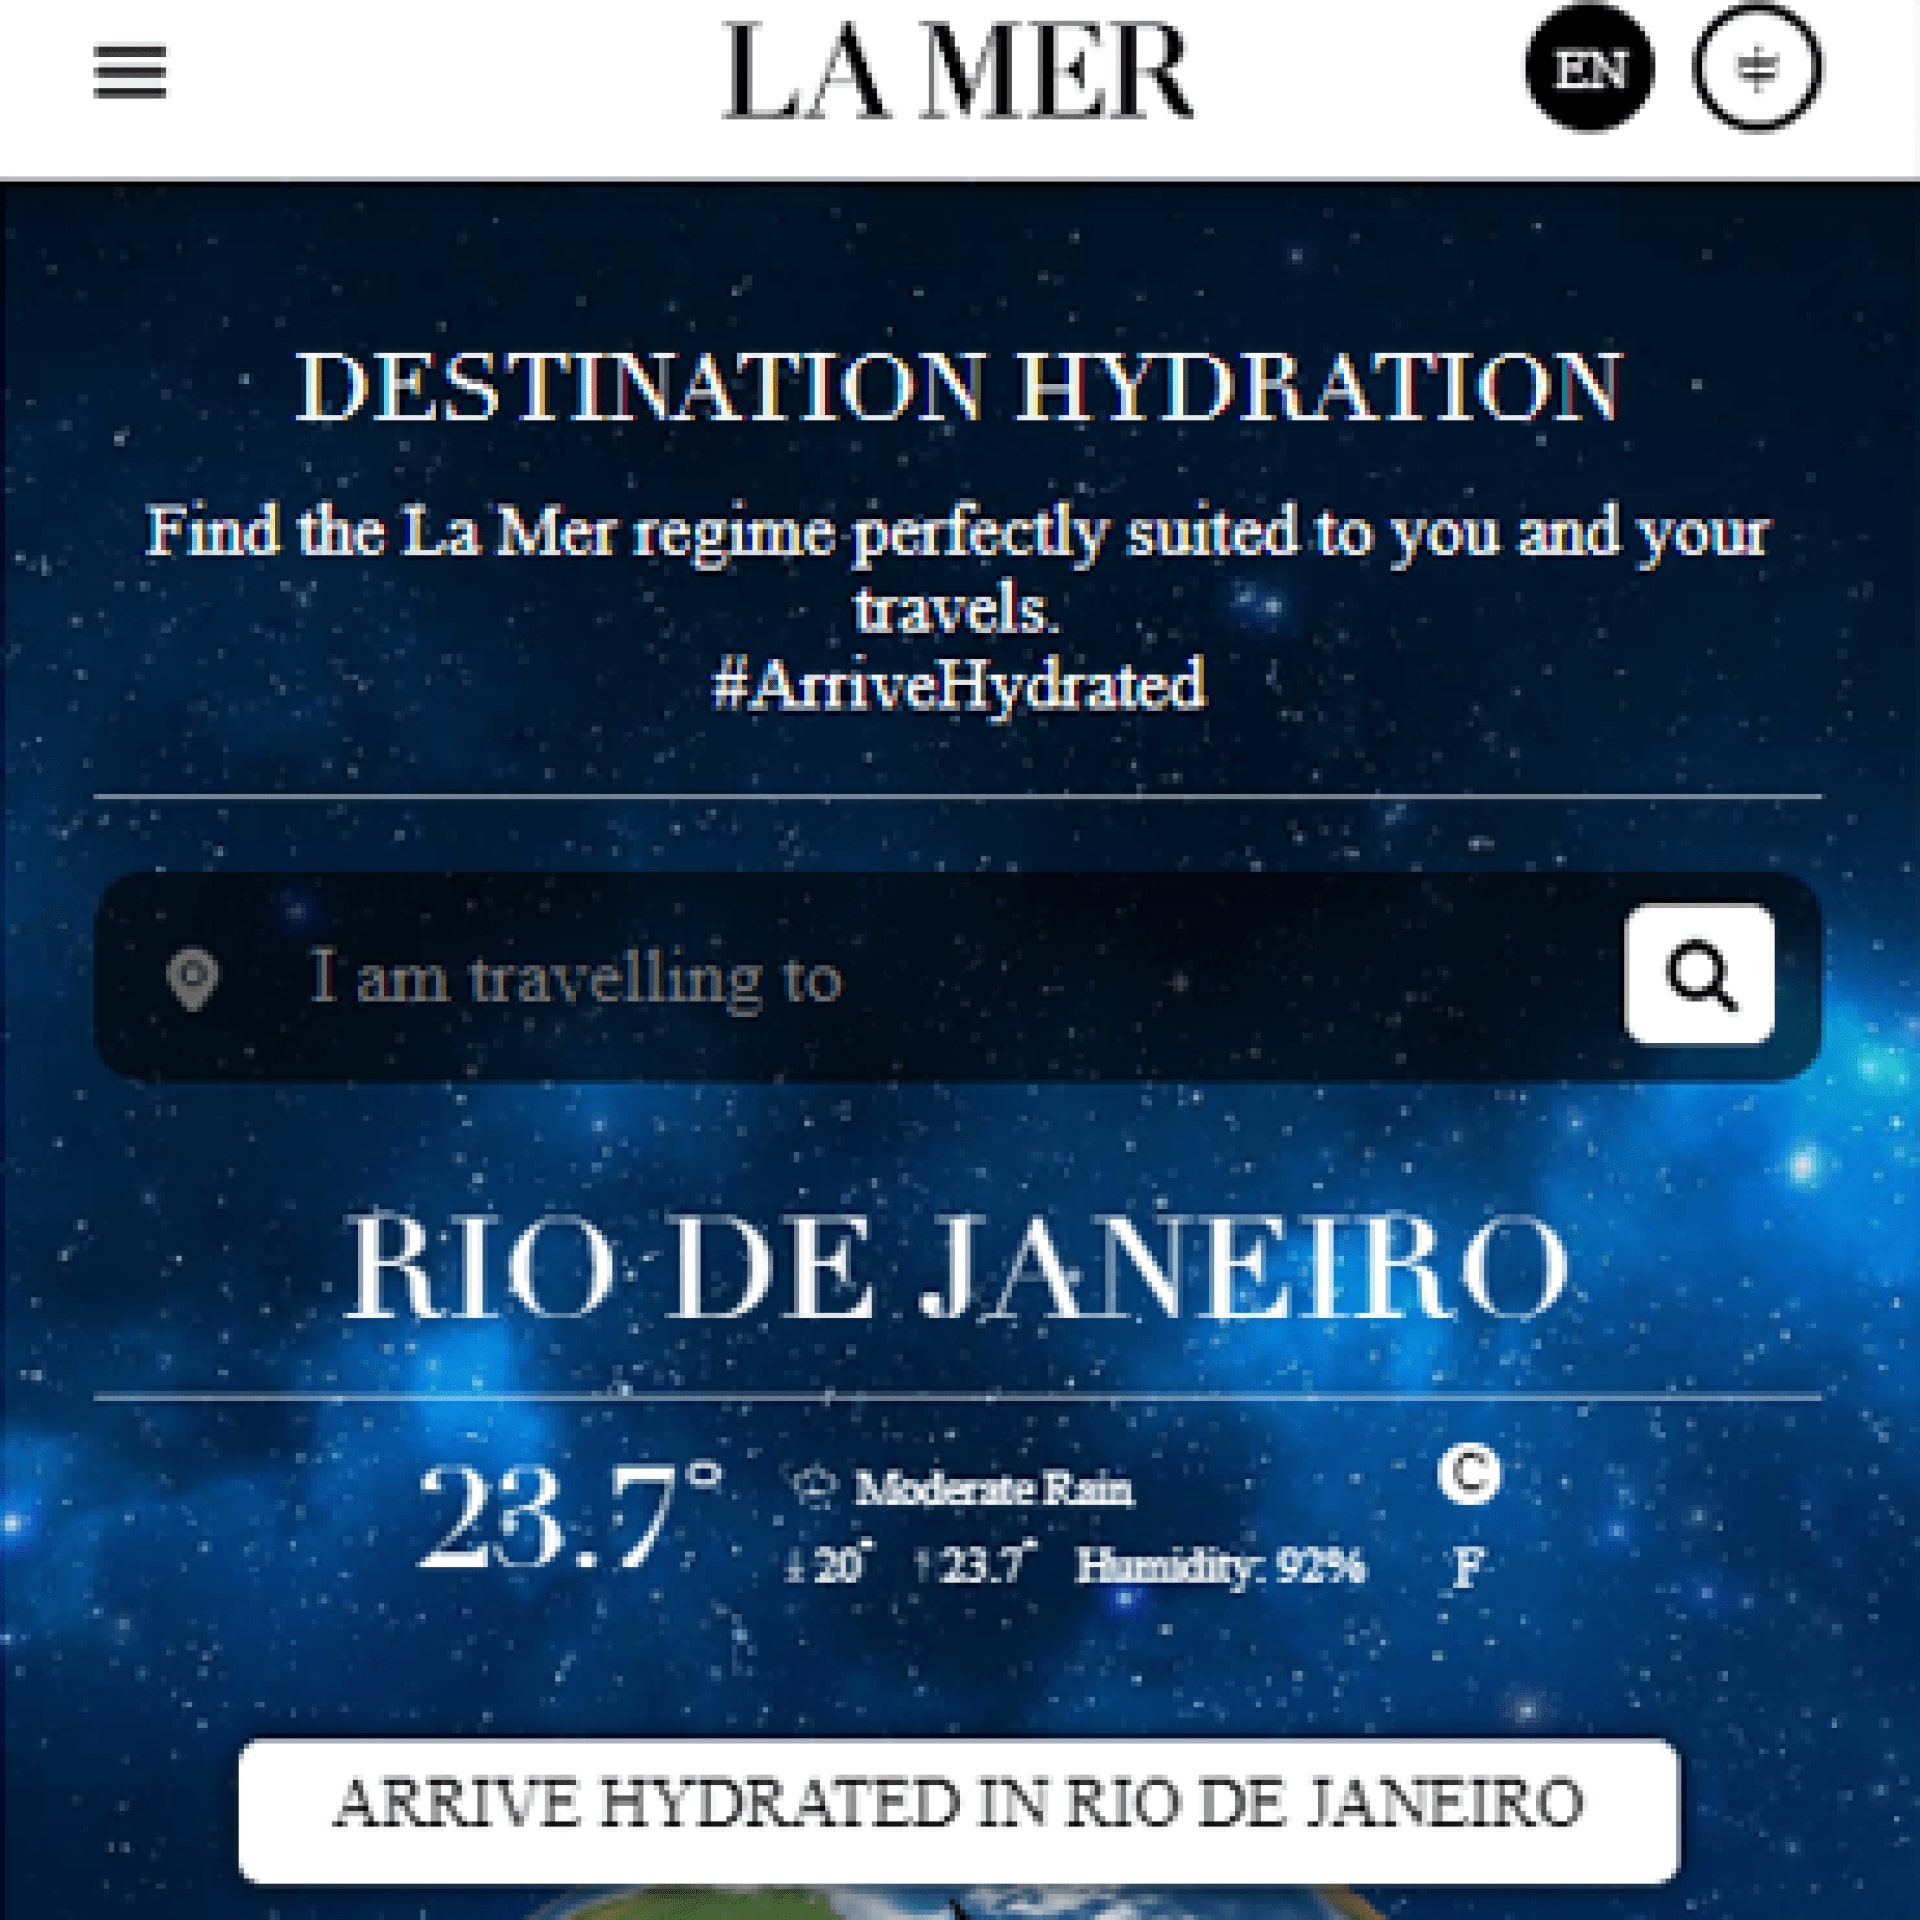 LA MER
EN
DESTINATION HYDRATION
Find the La Mer regime perfectly suited to you and your
travels.
#ArriveHydrated
I am travelling to
RIO DE JANEIRO
23.7°
Moderate Rain
C
20° 23.7° Humidity: 92%
F
ARRIVE HYDRATED IN RIO DE JANEIRO